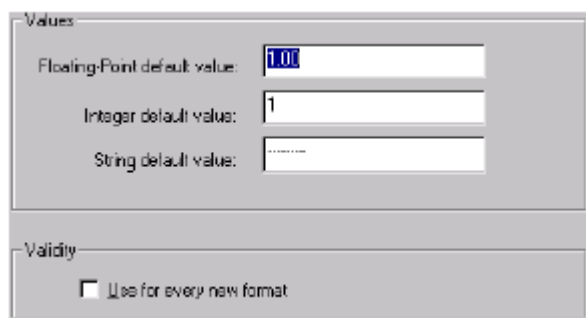 Values
Floating-Point default value: 1.00
Integer default value: 1
String default value:
Validity
Use for every new format